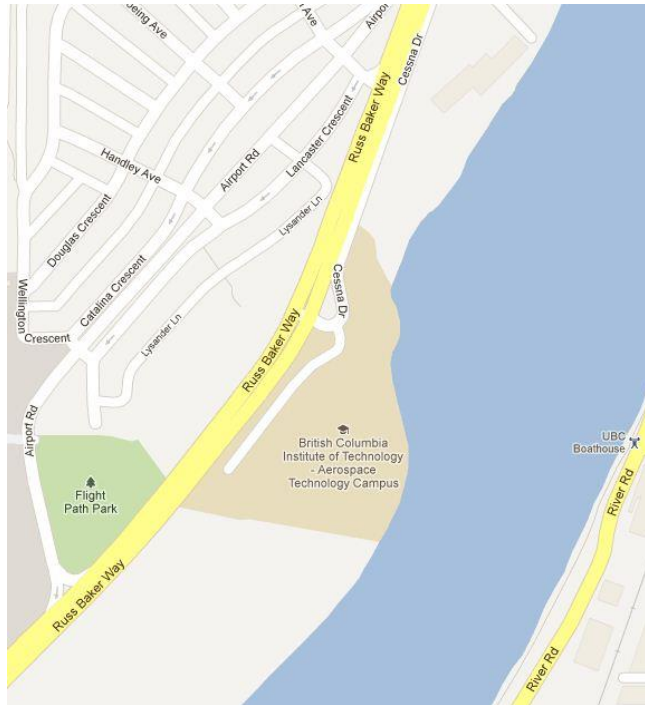 eing Ave
Airpor
Cessna Dr
Russ Baker Way
Lancaster Crescent
Airport Rd
Handley Ave
Lysander Ln
Douglas Crescent
Catalina Crescent
Cessna Dr
Wellington
Crescent
Lysander Ln
Russ Baker Way
Airport Rd
British Columbia
Institute of Technology
- Aerospace
Technology Campus
UBC
Boathouse
Flight
Path Park
River Rd
Russ Baker Way
River Rd